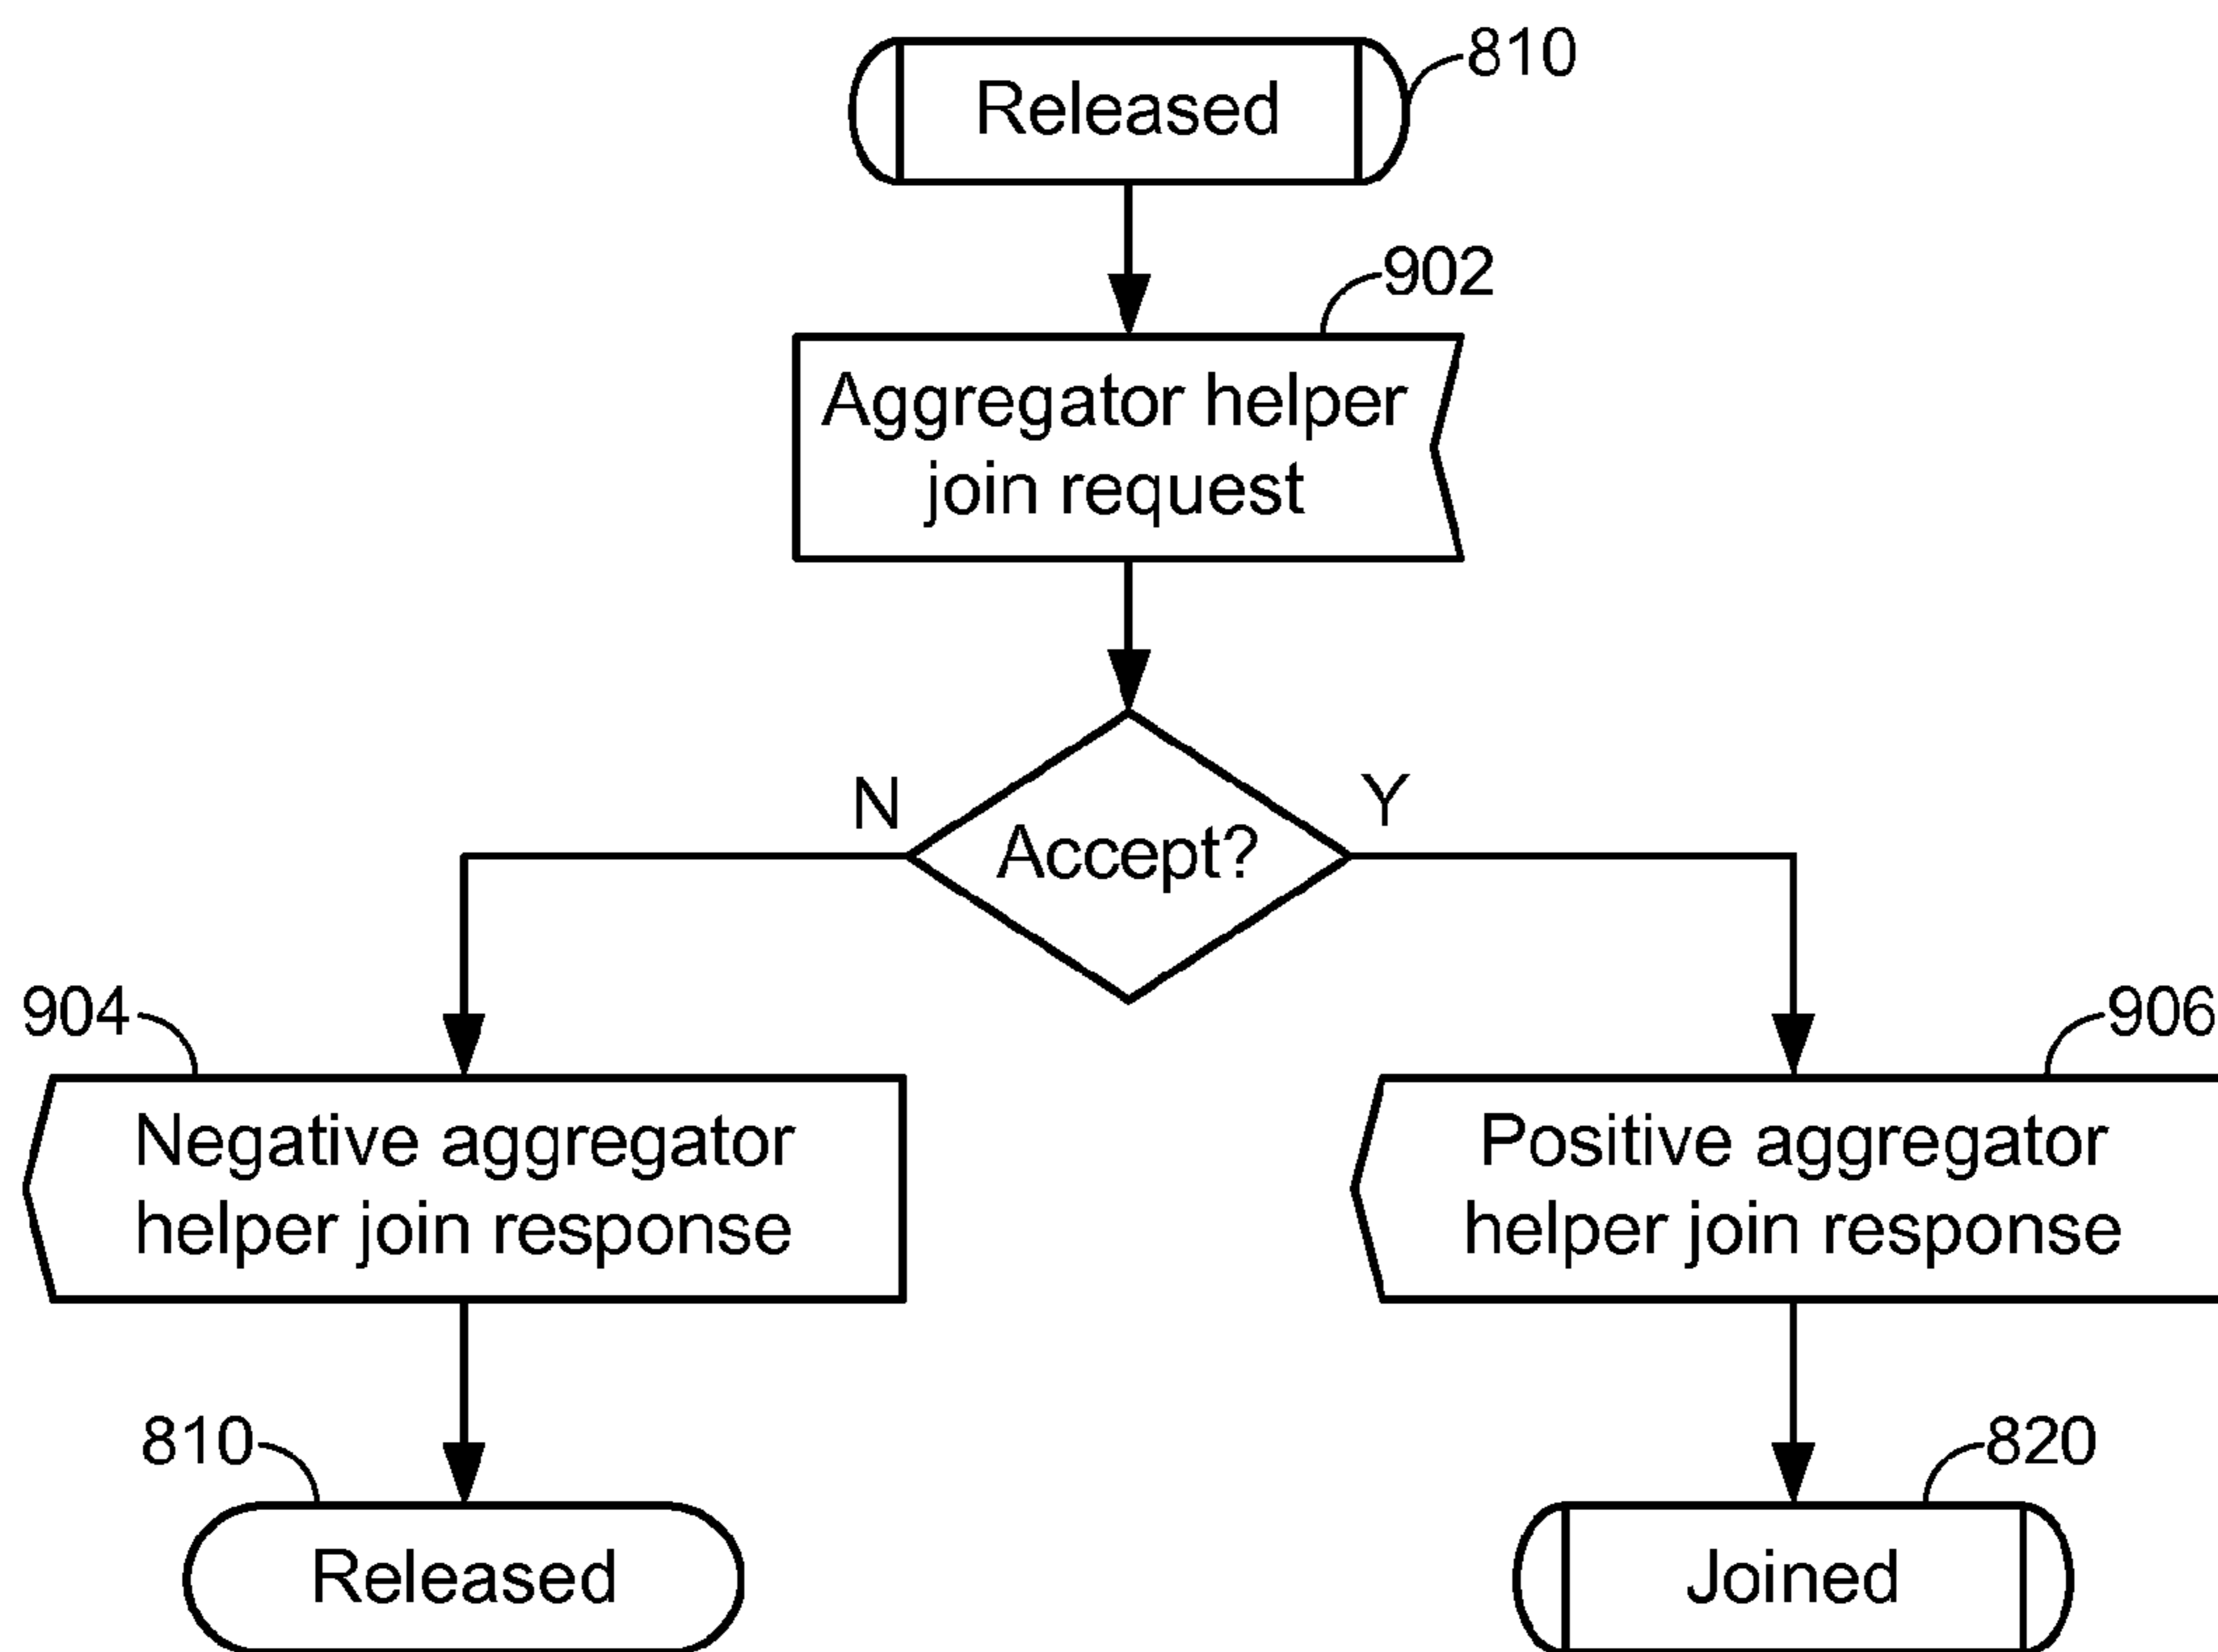 Released
810
902
Aggregator helper
join request
N
Y
Accept?
904
906
Negative aggregator
helper join response
Positive aggregator
helper join response
810
820
Released
Joined